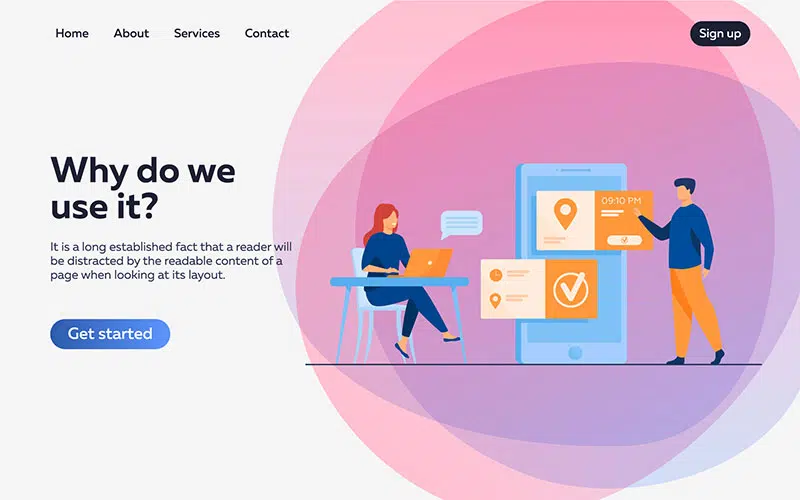 Home About Services Contact Sign up
Why do we
use it?
It is a long established fact that a reader will
be distracted by the readable content of a
page when looking at its layout.
Get started
09:10 PM